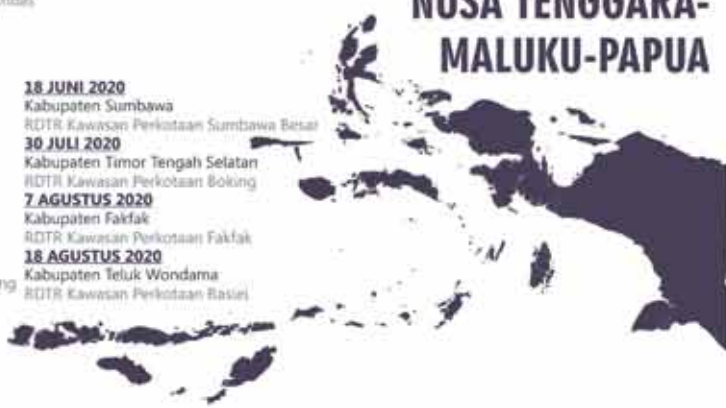 NUSA TENGGARA-
MALUKU-PAPUA
18 JUNI 2020
Kabupaten Sumbawa
RDTR Kawasan Perkotaan Sumbawa Besar
30 JULI 2020
Kabupaten Timor Tengah Selatan
RDTR Kawasan Perkotaan Boking
7 AGUSTUS 2020
Kabupaten Fakfak
RDTR Kawasan Perkotaan Fakfak
18 AGUSTUS 2020
Kabupaten Teluk Wondama
RDTR Kawasan Perkotaan Rasiei